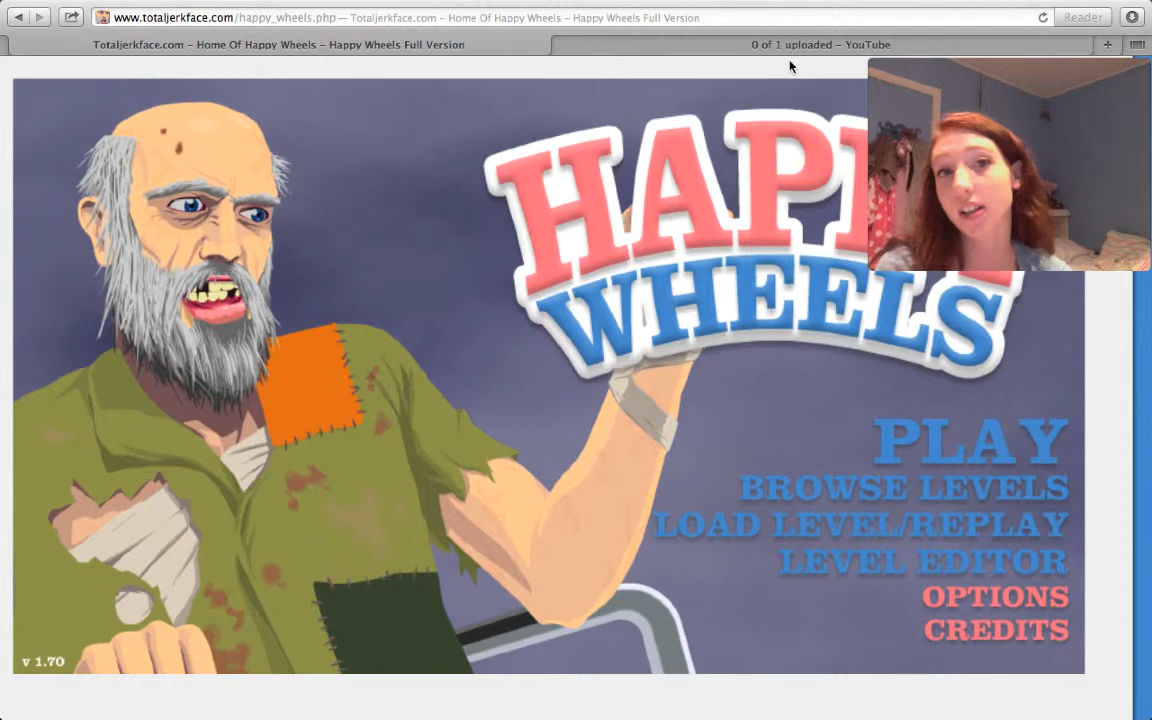 www.totaljerkface.com/happy_wheels.php — Totaljerkface.com – Home Of Happy Wheels – Happy Wheels Full Version
Reader
Totaljerkface.com – Home Of Happy Wheels – Happy Wheels Full Version
0 of 1 uploaded – YouTube
HAPP
WHEELS
PLAY
BROWSE LEVELS
LOAD LEVEL/REPLAY
LEVEL EDITOR
OPTIONS
CREDITS
v 1.70